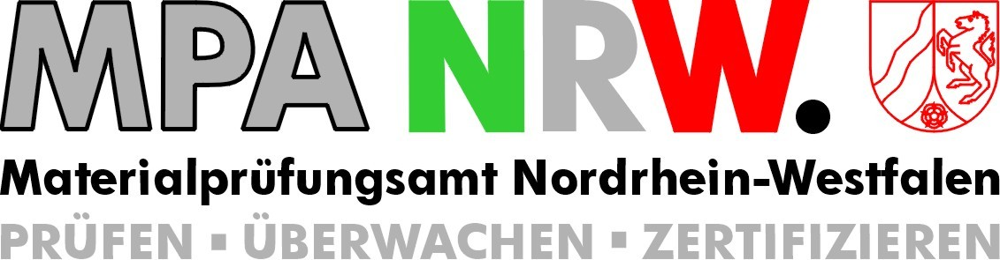 MPA NRW.
Materialprüfungsamt Nordrhein-Westfalen
PRÜFEN ▪ ÜBERWACHEN ▪ ZERTIFIZIEREN